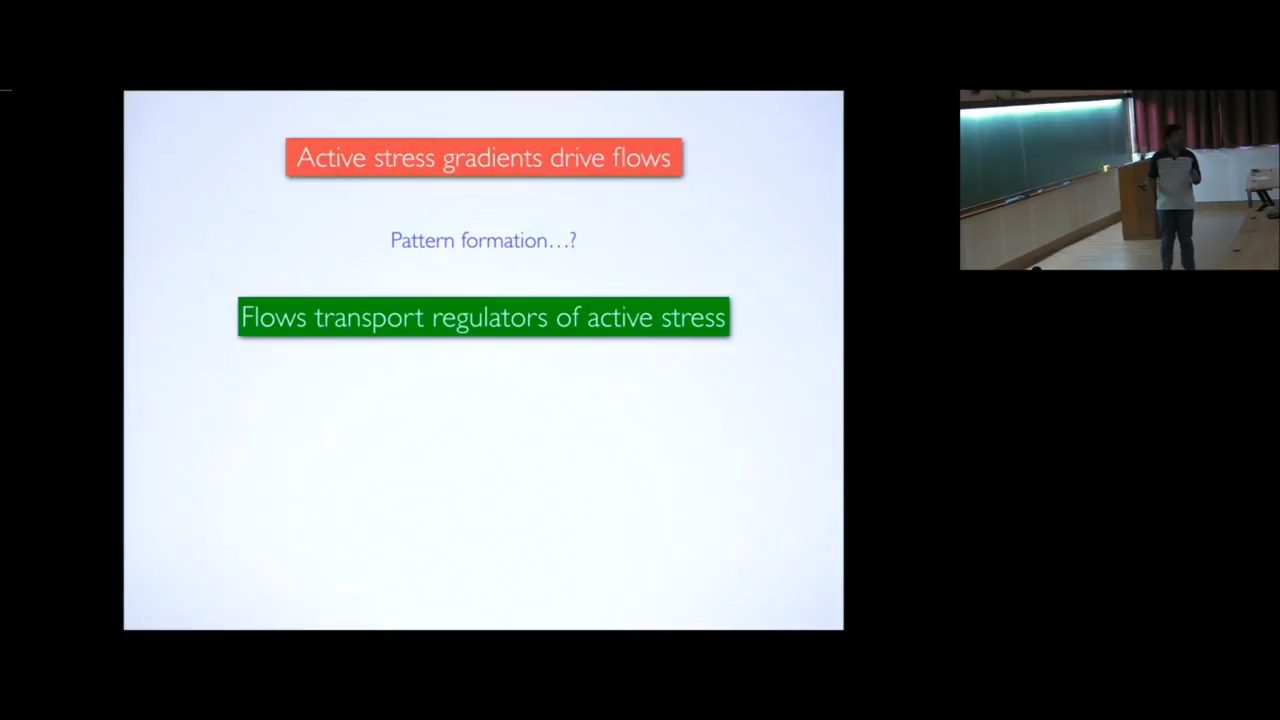 Active stress gradients drive flows
Pattern formation...?
Flows transport regulators of active stress